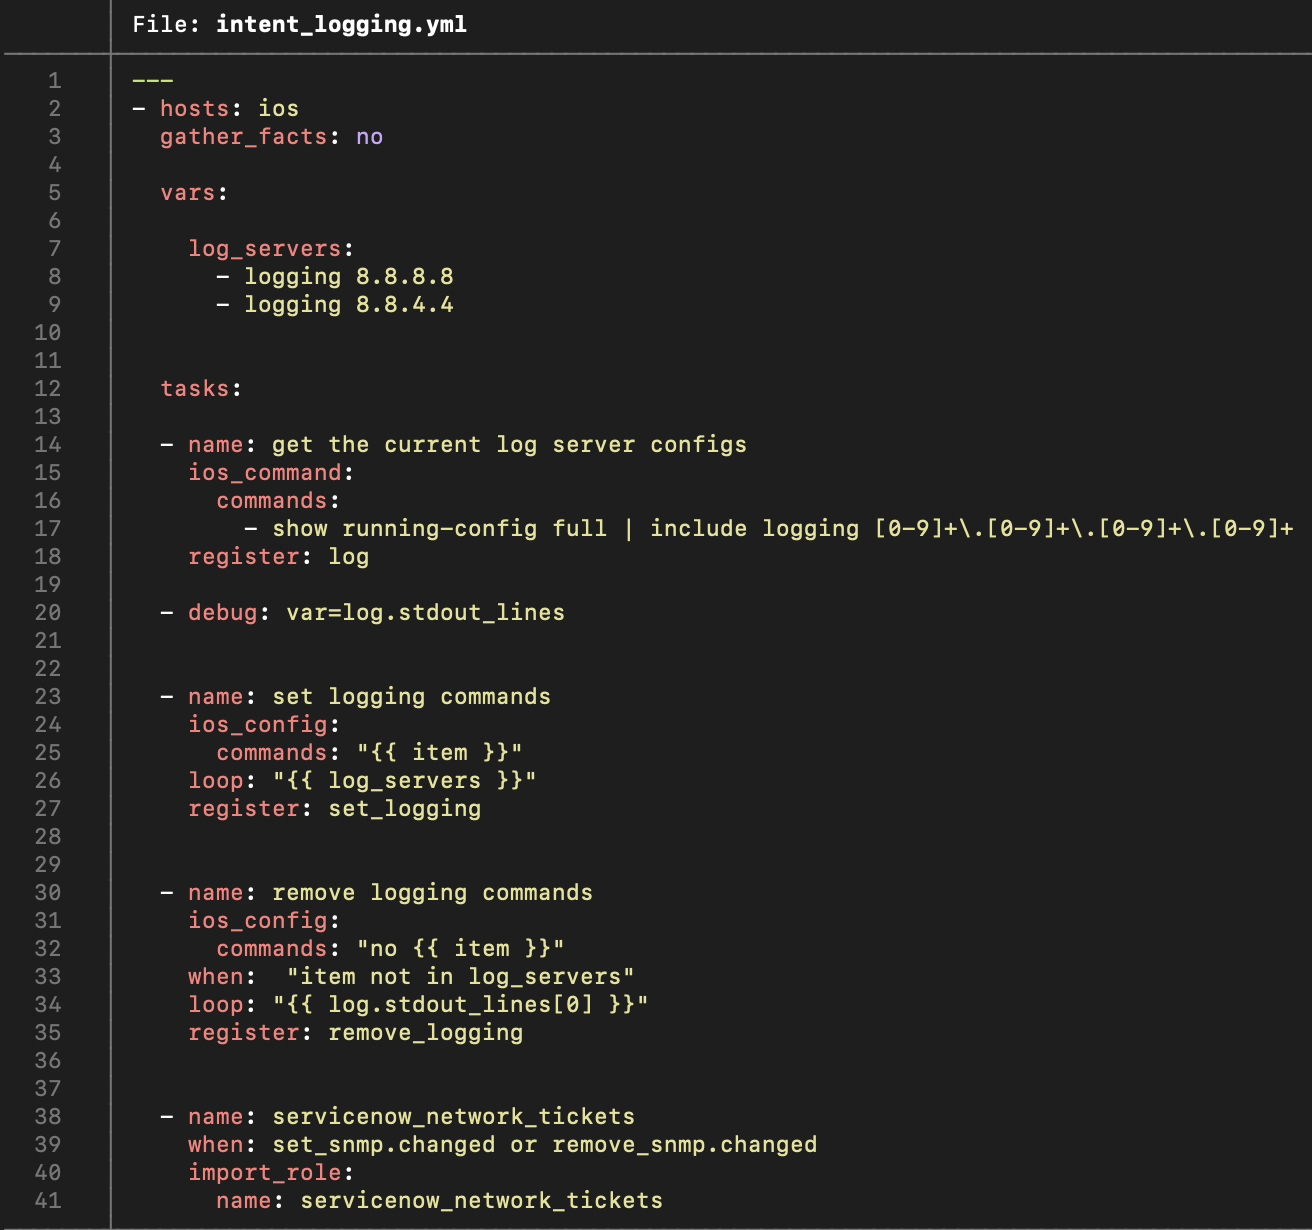 File: intent_logging.yml
1 ---
2 - hosts: ios
3   gather_facts: no
4
5   vars:
6
7     log_servers:
8       - logging 8.8.8.8
9       - logging 8.8.4.4
10
11
12   tasks:
13
14   - name: get the current log server configs
15     ios_command:
16       commands:
17         - show running-config full | include logging [0-9]+\.[0-9]+\.[0-9]+\.[0-9]+
18     register: log
19
20   - debug: var=log.stdout_lines
21
22
23   - name: set logging commands
24     ios_config:
25       commands: "{{ item }}"
26     loop: "{{ log_servers }}"
27     register: set_logging
28
29
30   - name: remove logging commands
31     ios_config:
32       commands: "no {{ item }}"
33     when:  "item not in log_servers"
34     loop: "{{ log.stdout_lines[0] }}"
35     register: remove_logging
36
37
38   - name: servicenow_network_tickets
39     when: set_snmp.changed or remove_snmp.changed
40     import_role:
41       name: servicenow_network_tickets